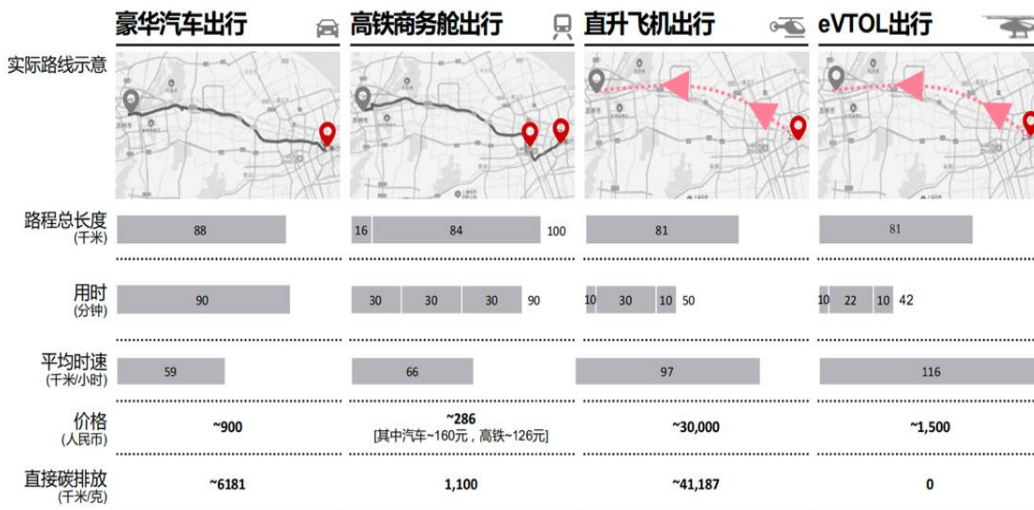 豪华汽车出行
高铁商务舱出行
直升飞机出行
eVTOL出行
实际路线示意
路程总长度
(千米)
88
16 84 100
81
81
用时
(分钟)
90
30 30 30 90
10 30 10 50
10 22 10 42
平均时速
(千米/小时)
59
66
97
116
价格
(人民币)
~900
~286
[其中汽车~160元，高铁~126元]
~30,000
~1,500
直接碳排放
(千米/克)
~6181
1,100
~41,187
0